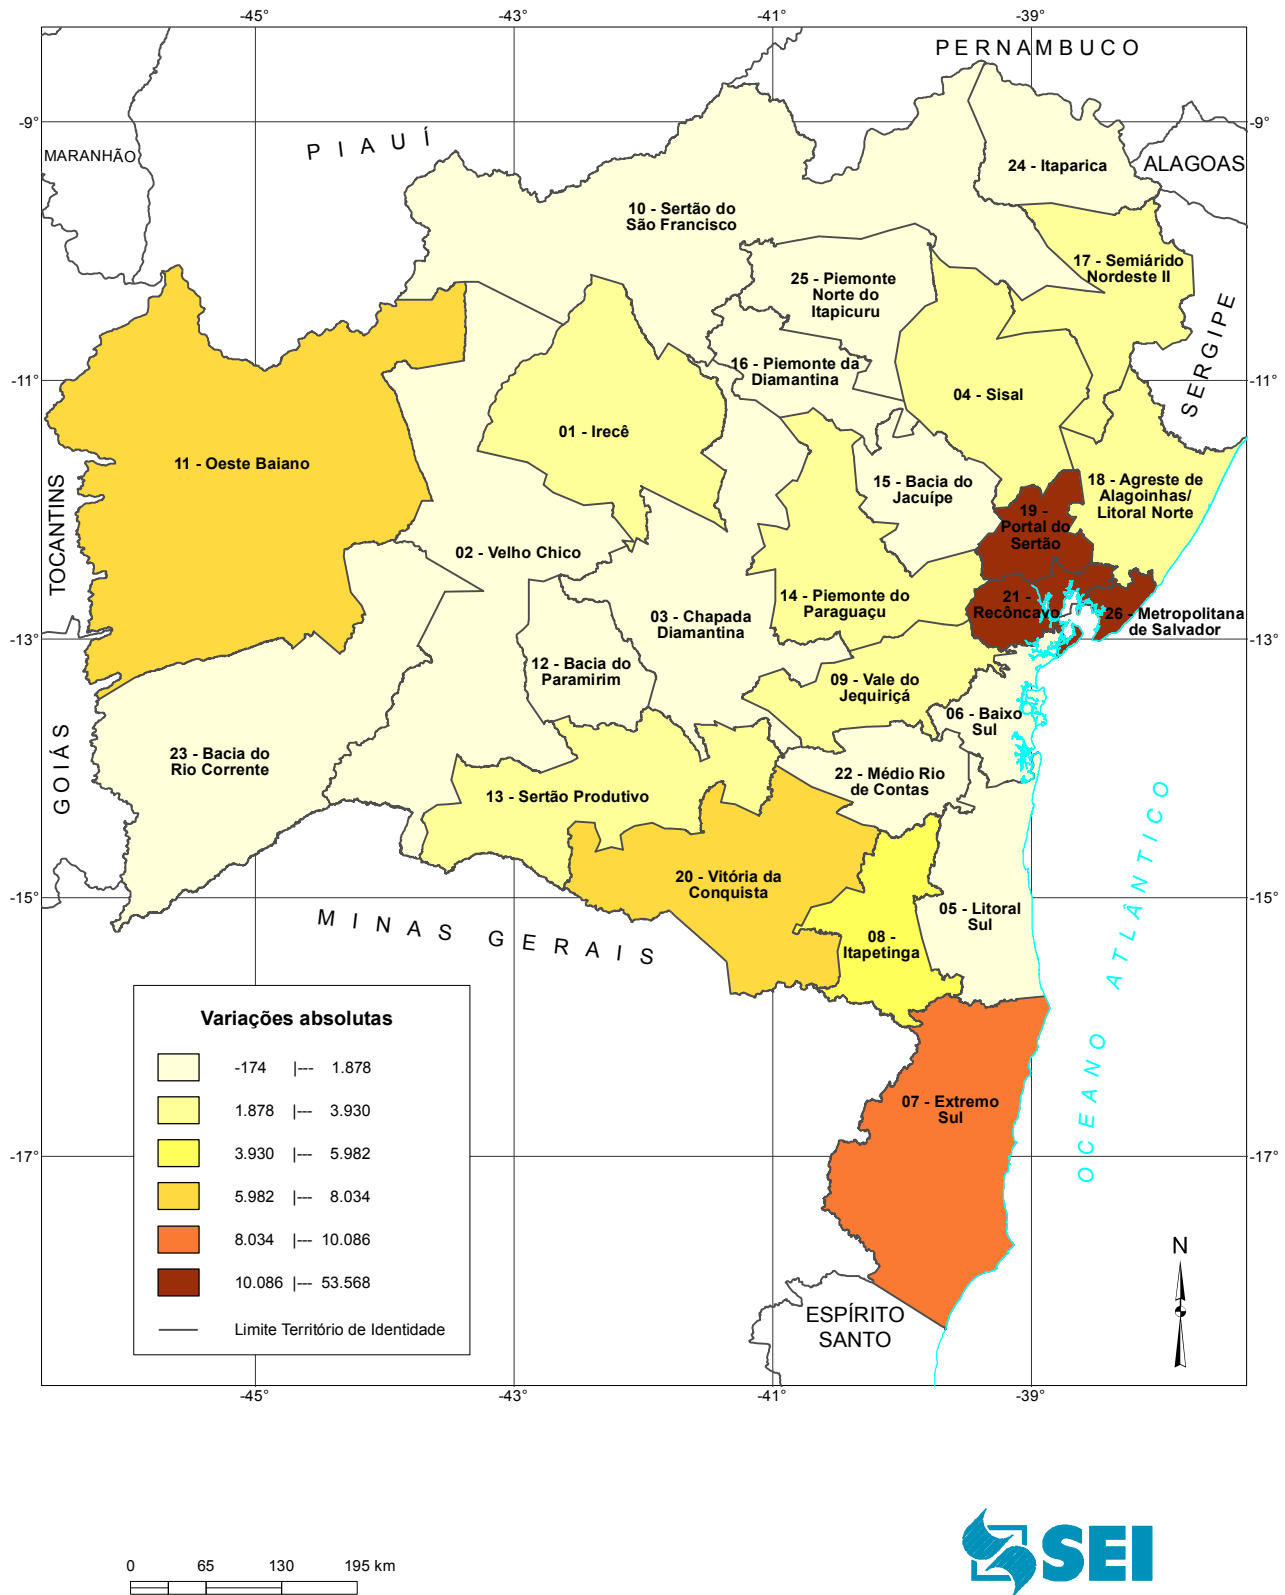 -45°
-43°
-41°
-39°
PERNAMBUCO
-9°
-9°
PIAUÍ
MARANHÃO
ALAGOAS
24 - Itaparica
10 - Sertão do
São Francisco
17 - Semiárido
Nordeste II
25 - Piemonte
Norte do
Itapicuru
SERGIPE
16 - Piemonte da
Diamantina
-11°
-11°
04 - Sisal
01 - Irecê
11 - Oeste Baiano
15 - Bacia do
Jacuípe
18 - Agreste de
Alagoinhas/
Litoral Norte
TOCANTINS
19 -
Portal do
Sertão
02 - Velho Chico
14 - Piemonte do
Paraguaçu
21 -
Recôncavo
03 - Chapada
Diamantina
26 - Metropolitana
de Salvador
-13°
-13°
12 - Bacia do
Paramirim
09 - Vale do
Jequiriçá
06 - Baixo
Sul
GOIÁS
23 - Bacia do
Rio Corrente
22 - Médio Rio
de Contas
13 - Sertão Produtivo
20 - Vitória da
Conquista
-15°
-15°
05 - Litoral
Sul
MINAS GERAIS
08 -
Itapetinga
OCEANO ATLÂNTICO
Variações absolutas
-174 |--- 1.878
1.878 |--- 3.930
3.930 |--- 5.982
5.982 |--- 8.034
8.034 |--- 10.086
10.086 |--- 53.568
Limite Território de Identidade
07 - Extremo
Sul
-17°
-17°
N
ESPÍRITO
SANTO
-45°
-43°
-41°
-39°
0 65 130 195 km
SEI